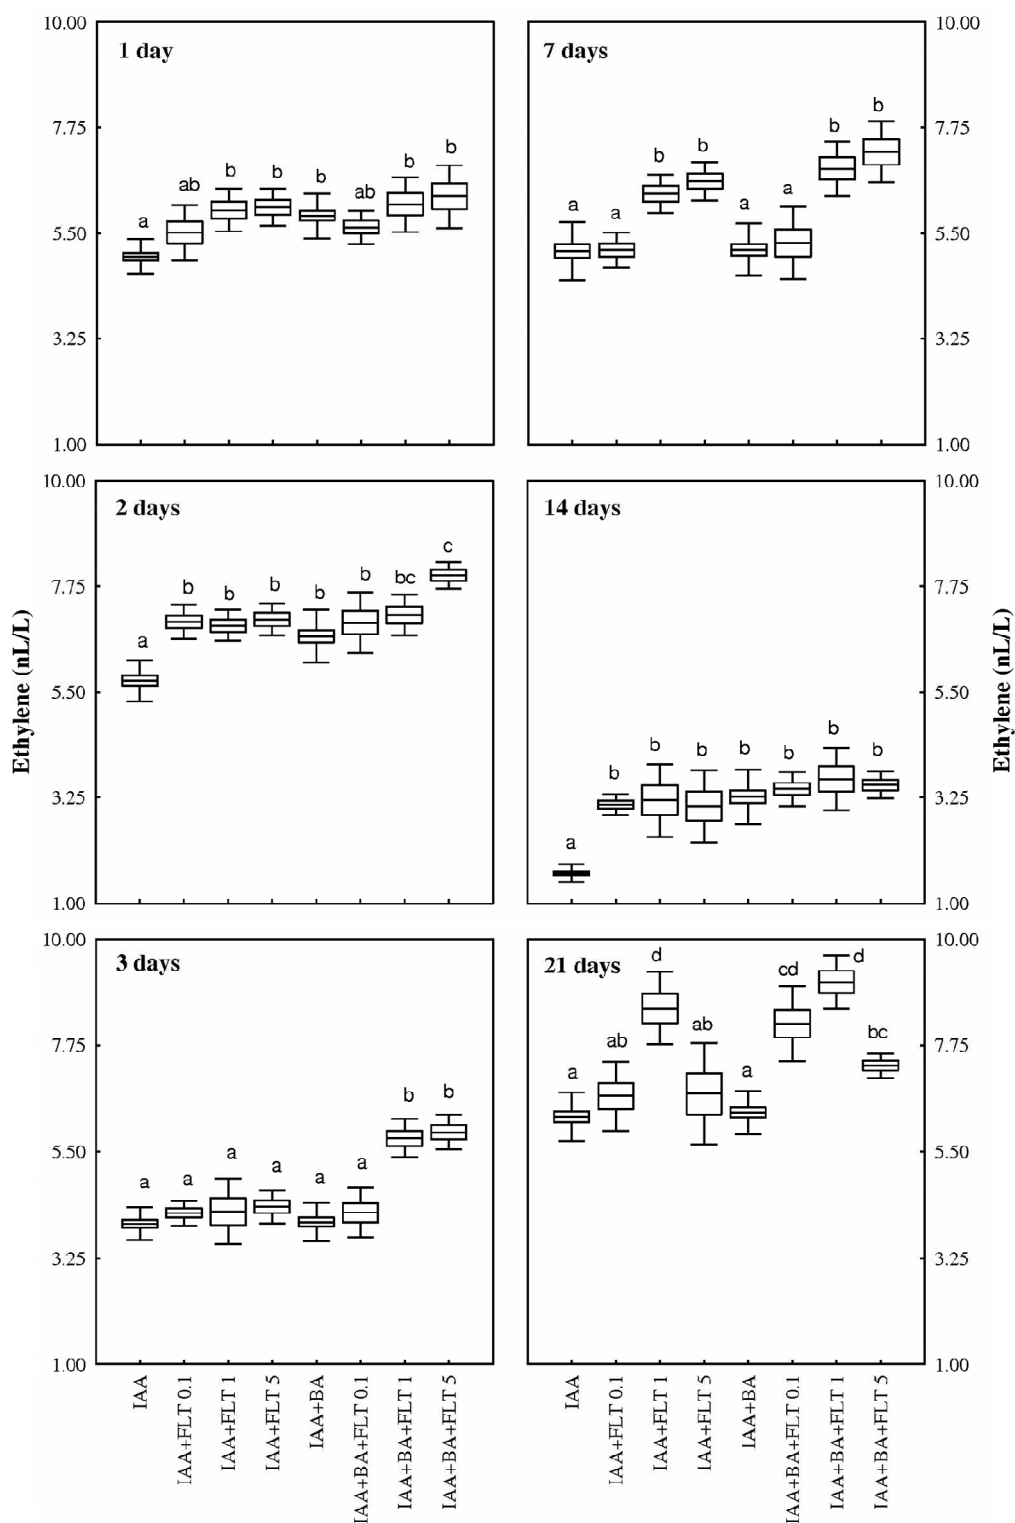 10.00
1 day
7.75
b
b
b
b
b
ab
ab
a
5.50
3.25
1.00
7 days
10.00
b
7.75
b
b
b
a
a
a
a
5.50
3.25
1.00
10.00
2 days
c
7.75
b
b
b
b
b
bc
a
5.50
3.25
1.00
14 days
10.00
7.75
5.50
b
b
b
b
b
b
b
a
3.25
1.00
Ethylene (nL/L)
Ethylene (nL/L)
10.00
3 days
7.75
b
b
5.50
a
a
a
a
a
a
3.25
1.00
21 days
10.00
d
cd
d
ab
ab
bc
a
a
7.75
5.50
3.25
1.00
IAA
IAA+FLT 0.1
IAA+FLT 1
IAA+FLT 5
IAA+BA
IAA+BA+FLT 0.1
IAA+BA+FLT 1
IAA+BA+FLT 5
IAA
IAA+FLT 0.1
IAA+FLT 1
IAA+FLT 5
IAA+BA
IAA+BA+FLT 0.1
IAA+BA+FLT 1
IAA+BA+FLT 5